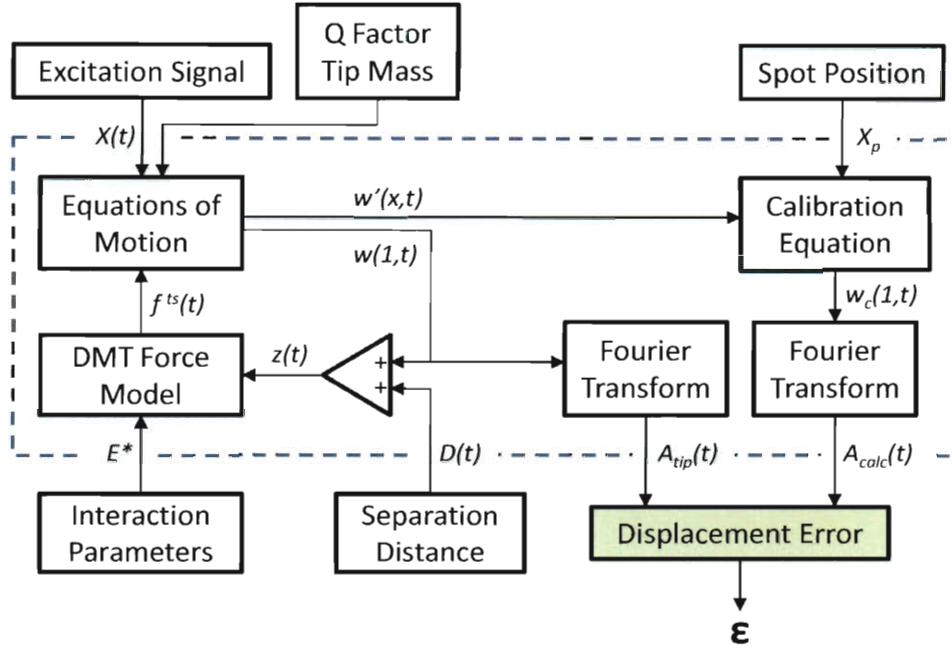 Q Factor
Tip Mass
Excitation Signal
Spot Position
X(t)
Xp
Equations of
Motion
w'(x,t)
w(1,t)
Calibration
Equation
wc(1,t)
f ts(t)
DMT Force
Model
z(t)
+
+
Fourier
Transform
Fourier
Transform
E*
D(t)
Atip(t)
Acalc(t)
Interaction
Parameters
Separation
Distance
Displacement Error
ε